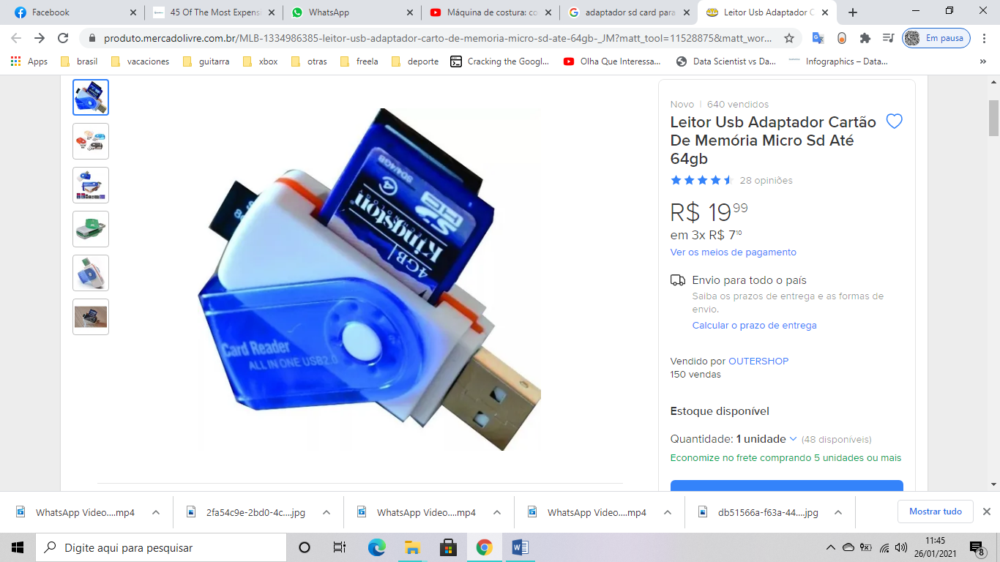 Facebook
45 Of The Most Expens
WhatsApp
Máquina de costura: co
adaptador sd card para
Leitor Usb Adaptador C
produto.mercadolivre.com.br/MLB-1334986385-leitor-usb-adaptador-carto-de-memoria-micro-sd-ate-64gb-_JM?matt_tool=11528875&matt_wor...
Em pausa
Apps
brasil
vacaciones
guitarra
xbox
otras
freela
deporte
Cracking the Googl...
Olha Que Interessa...
Data Scientist vs Da...
Infographics – Data...
»
Novo | 640 vendidos
Leitor Usb Adaptador Cartão
De Memória Micro Sd Até
64gb
28 opiniões
R$ 19 99
em 3x R$ 7 10
Ver os meios de pagamento
Envio para todo o país
Saiba os prazos de entrega e as formas de
envio.
Calcular o prazo de entrega
Vendido por OUTERSHOP
150 vendas
Estoque disponível
Quantidade: 1 unidade (48 disponíveis)
Economize no frete comprando 5 unidades ou mais
SD4/4GB
4
SD
HC
Kingston
TECHNOLOGY
4GB
Card Reader
ALL IN ONE USB2.0
WhatsApp Video....mp4
2fa54c9e-2bd0-4c....jpg
WhatsApp Video....mp4
WhatsApp Video....mp4
db51566a-f63a-44....jpg
Mostrar tudo
Digite aqui para pesquisar
11:45
26/01/2021
8